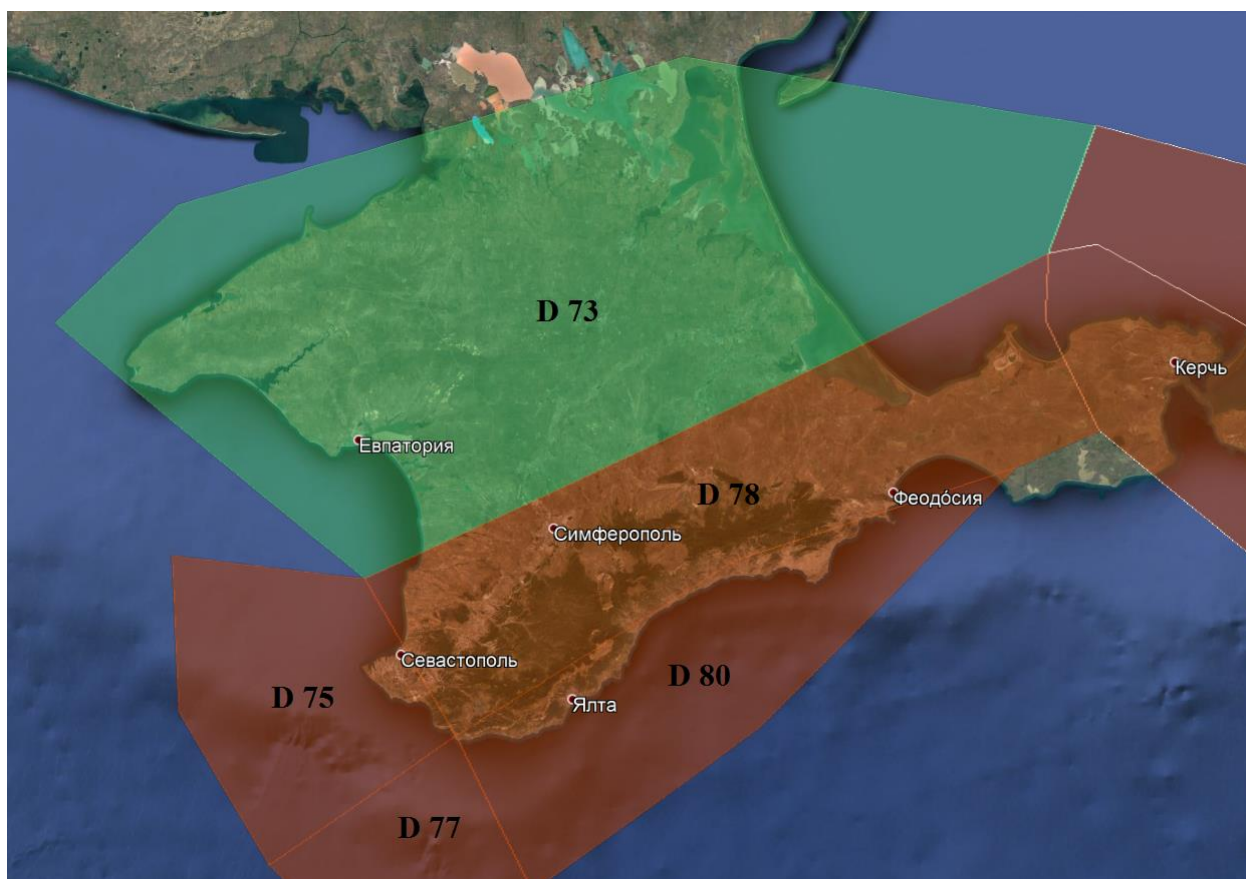 D 73
Керчь
Евпатория
D 78
Феодо́сия
Симферополь
Севастополь
D 75
D 80
Ялта
D 77